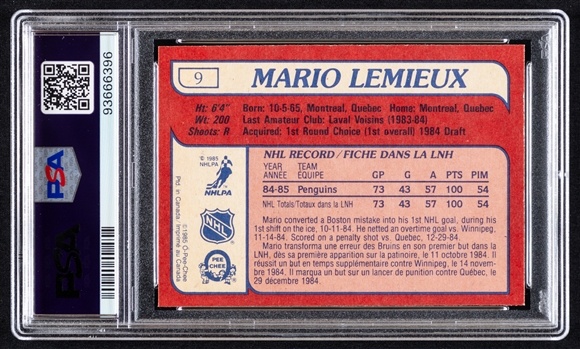 93666396
PSA
PSA
9
MARIO LEMIEUX
Ht: 6'4" Born: 10-5-65, Montreal, Quebec Home: Montreal, Quebec
Wt: 200 Last Amateur Club: Laval Voisins (1983-84)
Shoots: R Acquired: 1st Round Choice (1st overall) 1984 Draft
© 1985
NHLPA
NHLPA
NHL
O-PEE-CHEE
©1985 O-Pee-Chee
Ptd. in Canada/Imprimé au Canada
NHL RECORD/FICHE DANS LA LNH
YEAR TEAM
ANNÉE ÉQUIPE GP G A PTS PIM
84-85 Penguins 73 43 57 100 54
NHL Totals/Totaux dans la LNH 73 43 57 100 54
Mario converted a Boston mistake into his 1st NHL goal, during
his 1st shift on the ice, 10-11-84. He netted an overtime goal vs. Winnipeg,
11-14-84. Scored on a penalty shot vs. Quebec, 12-29-84.
Mario transforma une erreur des Bruins en son premier but dans la
LNH, dès sa première apparition sur la patinoire, le 11 octobre 1984. Il
réussit un but en temps supplémentaire contre Winnipeg, le 14 novem-
bre 1984. Il marqua un but sur un lancer de punition contre Québec, le
29 décembre 1984.